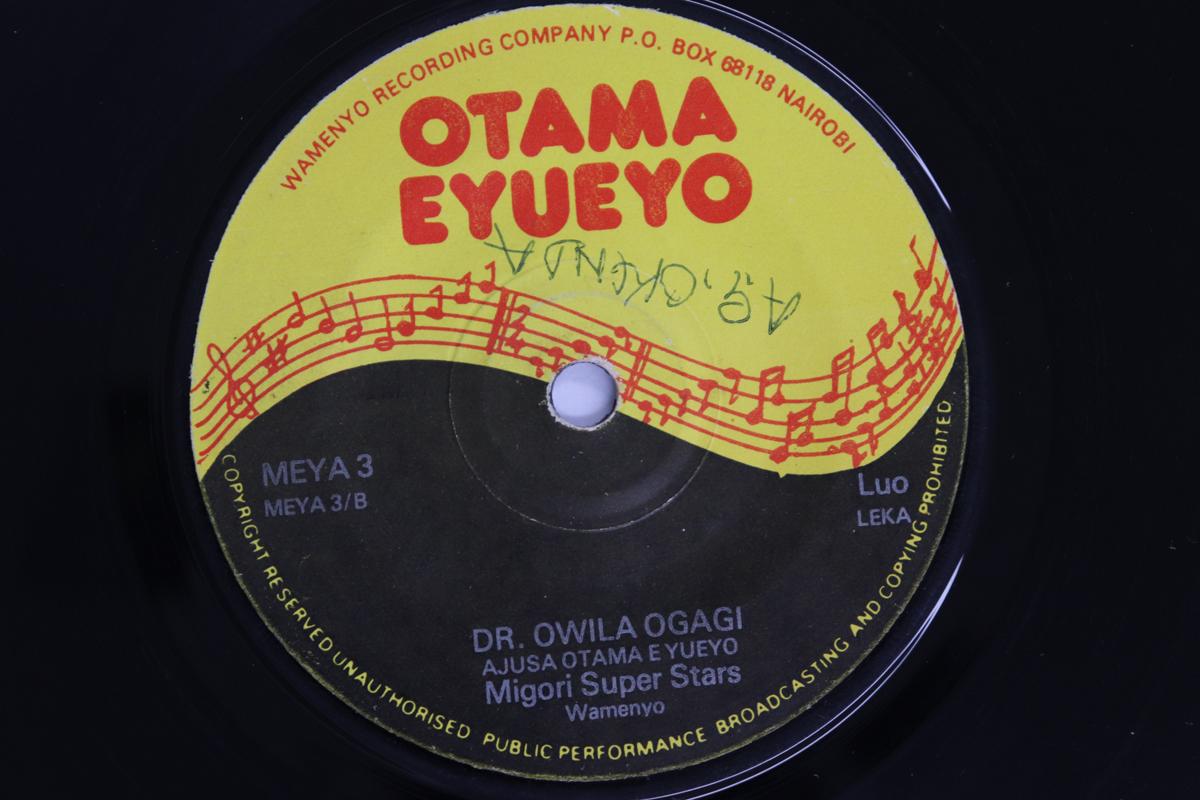 WAMENYO RECORDING COMPANY P.O. BOX 68118 NAIROBI
OTAMA
EYUEYO
MEYA 3
MEYA 3/B
Luo
LEKA
DR. OWILA OGAGI
AJUSA OTAMA E YUEYO
Migori Super Stars
Wamenyo
COPYRIGHT RESERVED UNAUTHORISED PUBLIC PERFORMANCE BROADCASTING AND COPYING PROHIBITED.